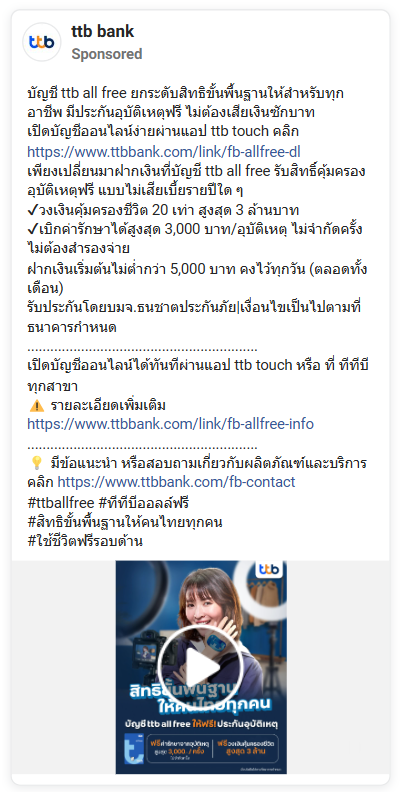 ttb
ttb bank
Sponsored
บัญชี ttb all free ยกระดับสิทธิขั้นพื้นฐานให้สำหรับทุก
อาชีพ มีประกันอุบัติเหตุฟรี ไม่ต้องเสียเงินซักบาท
เปิดบัญชีออนไลน์ง่ายผ่านแอป ttb touch คลิก
https://www.ttbbank.com/link/fb-allfree-dl
เพียงเปลี่ยนมาฝากเงินที่บัญชี ttb all free รับสิทธิ์คุ้มครอง
อุบัติเหตุฟรี แบบไม่เสียเบี้ยรายปีใด ๆ
✓วงเงินคุ้มครองชีวิต 20 เท่า สูงสุด 3 ล้านบาท
✓เบิกค่ารักษาได้สูงสุด 3,000 บาท/อุบัติเหตุ ไม่จำกัดครั้ง
ไม่ต้องสำรองจ่าย
ฝากเงินเริ่มต้นไม่ต่ำกว่า 5,000 บาท คงไว้ทุกวัน (ตลอดทั้ง
เดือน)
รับประกันโดยบมจ.ธนชาตประกันภัย|เงื่อนไขเป็นไปตามที่
ธนาคารกำหนด
..........................................................
เปิดบัญชีออนไลน์ได้ทันทีผ่านแอป ttb touch หรือ ที่ ทีทีบี
ทุกสาขา
⚠️ รายละเอียดเพิ่มเติม
https://www.ttbbank.com/link/fb-allfree-info
..........................................................
💡 มีข้อแนะนำ หรือสอบถามเกี่ยวกับผลิตภัณฑ์และบริการ
คลิก https://www.ttbbank.com/fb-contact
#ttballfree #ทีทีบีออลล์ฟรี
#สิทธิขั้นพื้นฐานให้คนไทยทุกคน
#ใช้ชีวิตฟรีรอบด้าน
ttb
สิทธิขั้นพื้นฐาน
ให้คนไทยทุกคน
บัญชี ttb all free ให้ฟรี! ประกันอุบัติเหตุ
ฟรีค่ารักษาจากอุบัติเหตุ
สูงสุด 3,000.-/ครั้ง
ฟรีวงเงินคุ้มครองชีวิต
สูงสุด 3 ล้าน